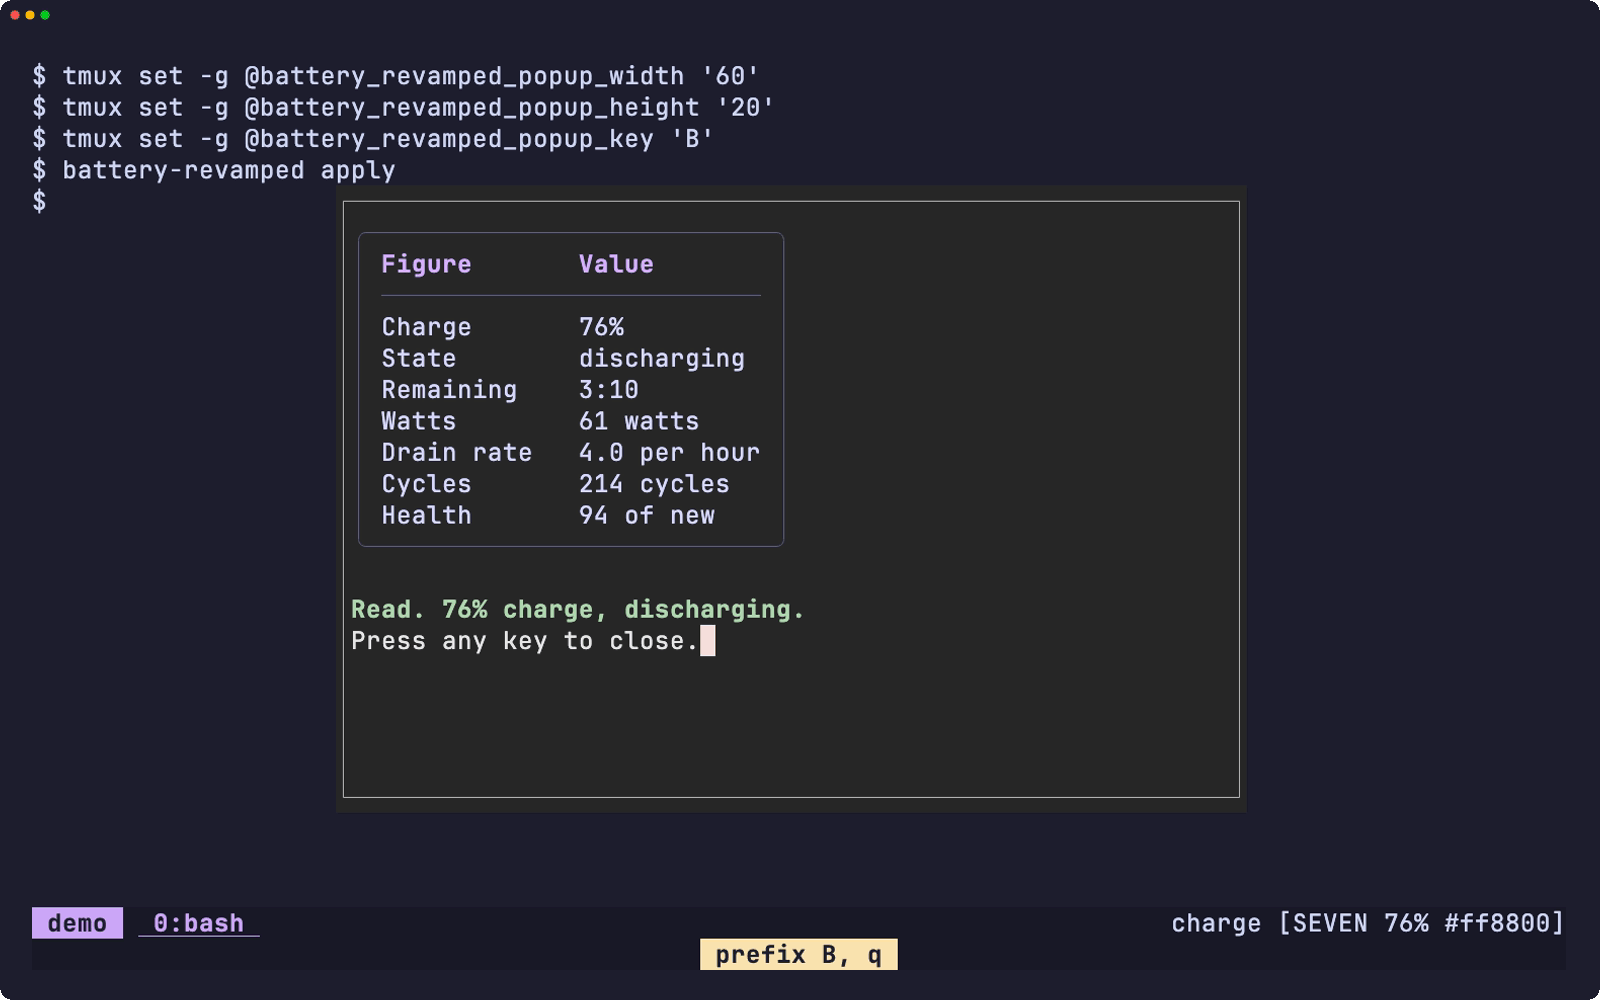 $ tmux set -g @battery_revamped_popup_width '60'
$ tmux set -g @battery_revamped_popup_height '20'
$ tmux set -g @battery_revamped_popup_key 'B'
$ battery-revamped apply
$
Figure Value
Charge 76%
State discharging
Remaining 3:10
Watts 61 watts
Drain rate 4.0 per hour
Cycles 214 cycles
Health 94 of new
Read. 76% charge, discharging.
Press any key to close.
demo 0:bash charge [SEVEN 76% #ff8800]
prefix B, q